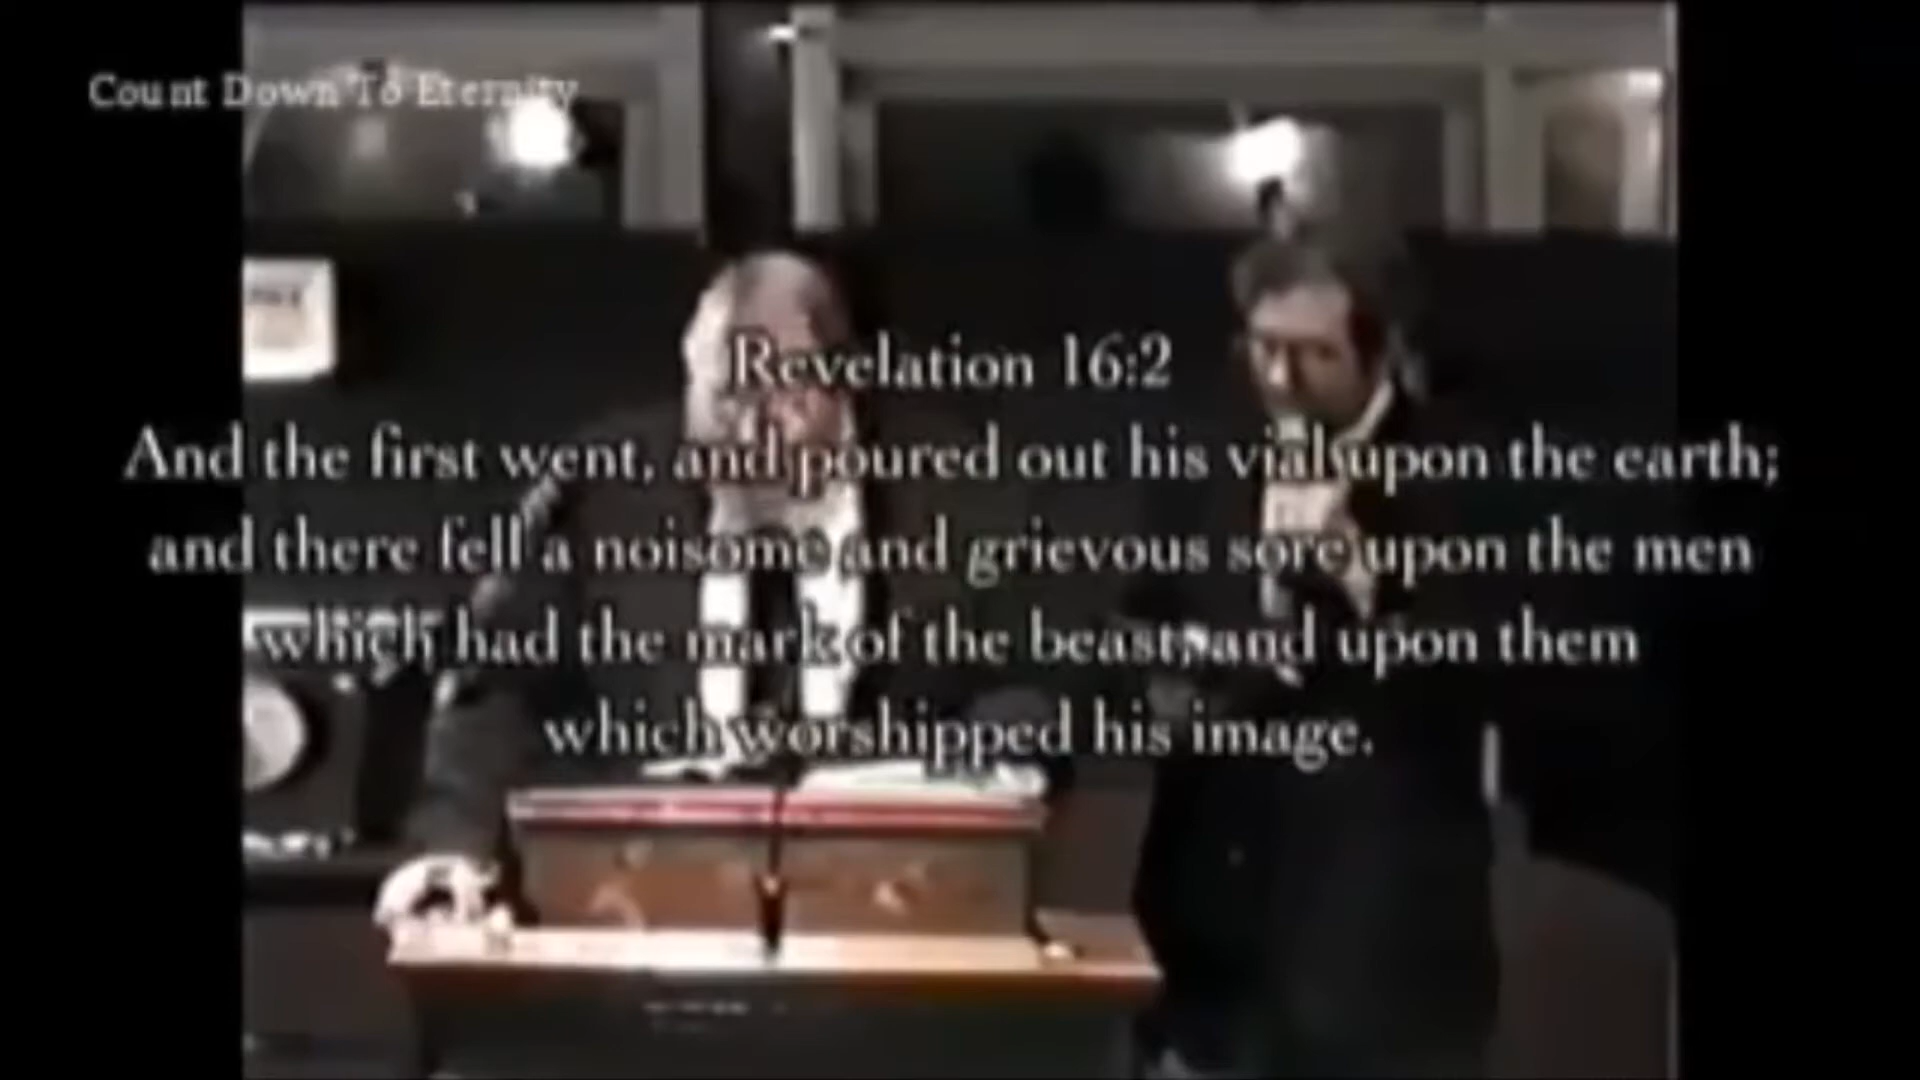 Count Down To Eternity
Revelation 16:2
And the first went, and poured out his vial upon the earth;
and there fell a noisome and grievous sore upon the men
which had the mark of the beast, and upon them
which worshipped his image.